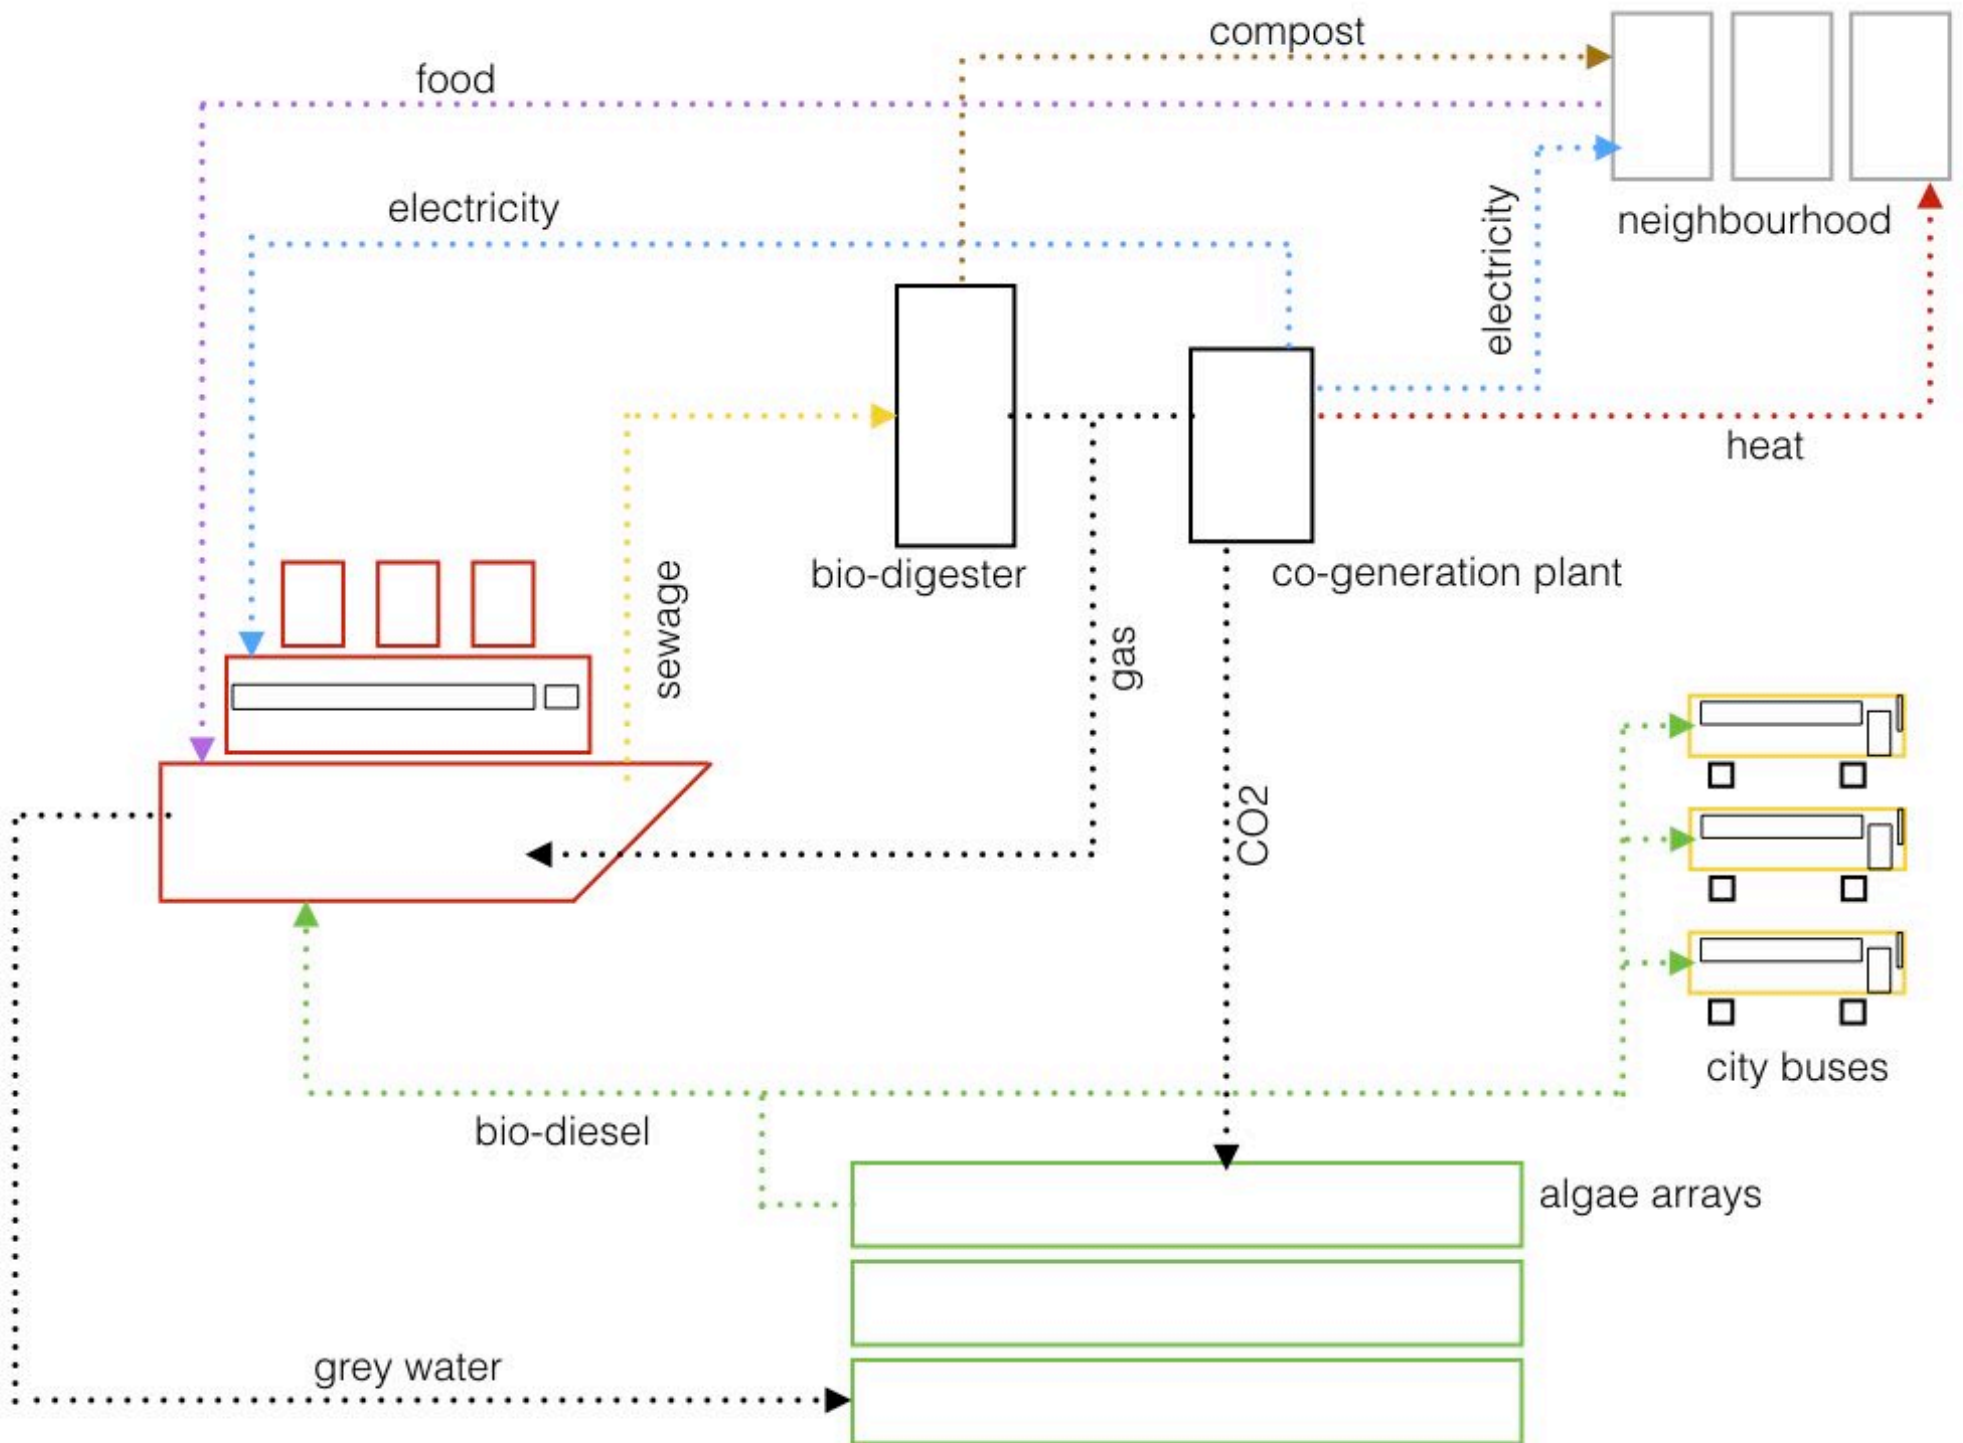 compost
food
electricity
electricity
neighbourhood
heat
bio-digester
co-generation plant
sewage
gas
CO2
city buses
bio-diesel
algae arrays
grey water